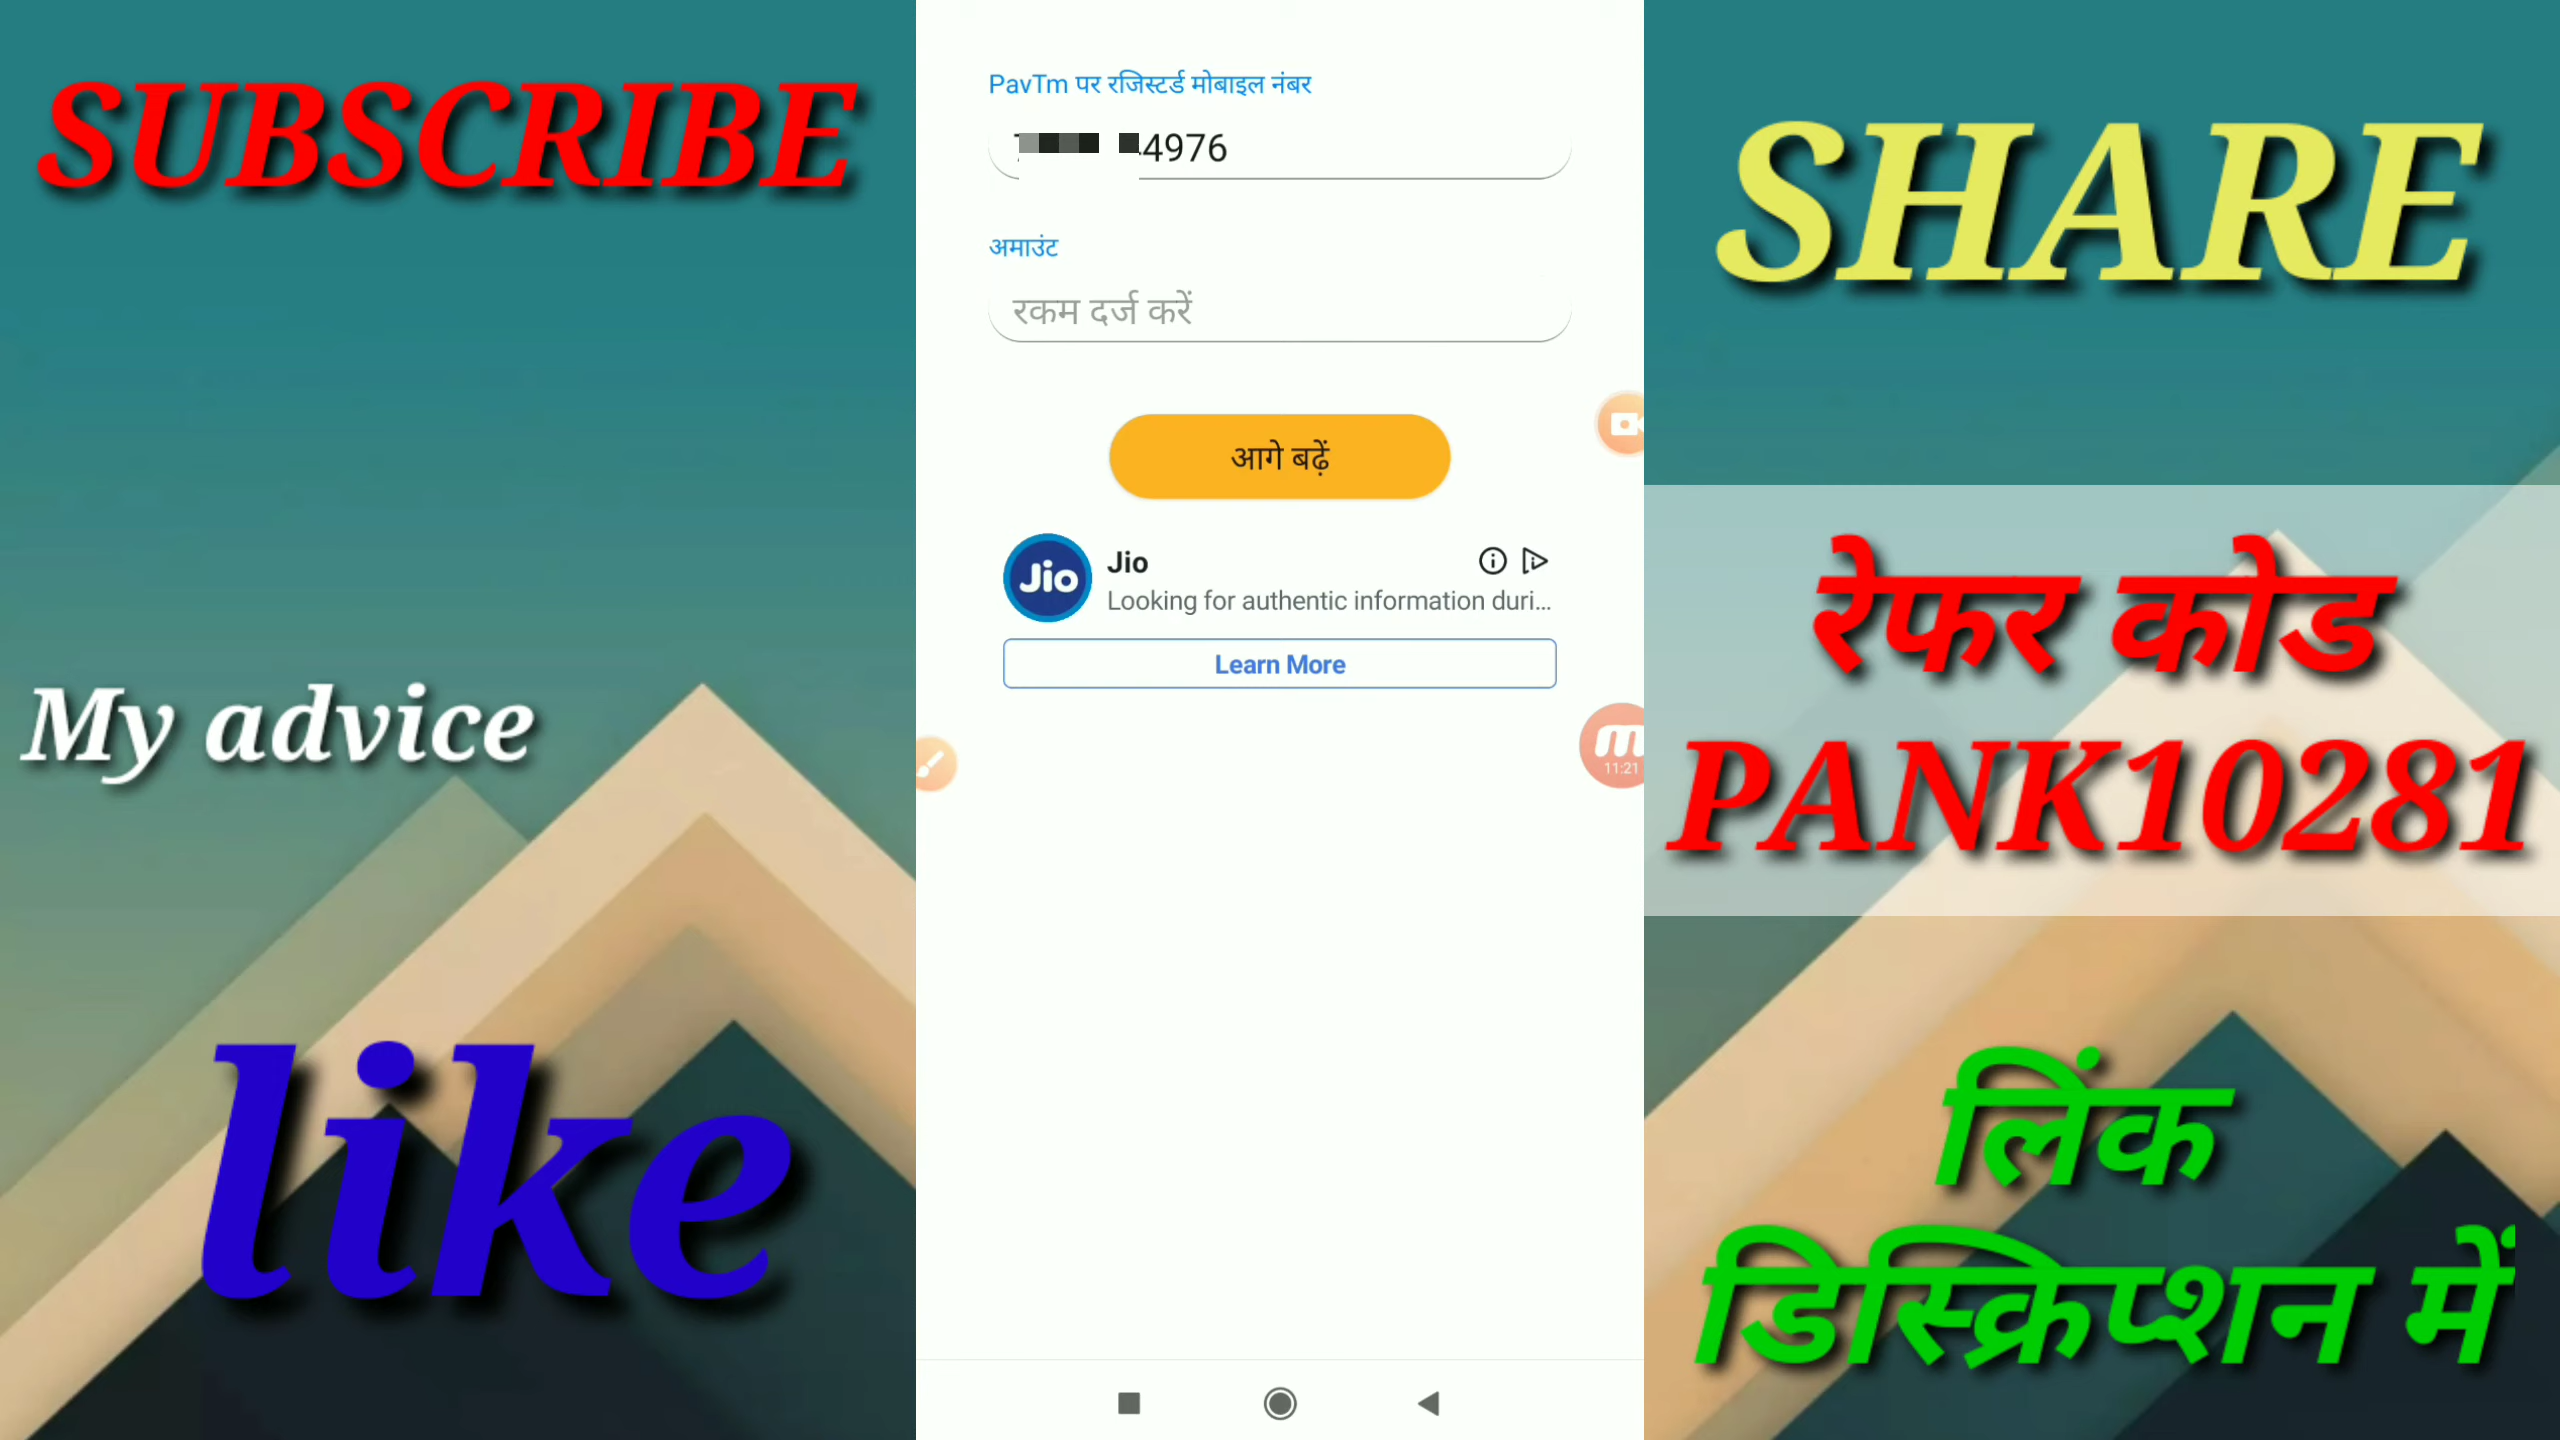 SUBSCRIBE
My advice
like
PavTm पर रजिस्टर्ड मोबाइल नंबर
4976
अमाउंट
रकम दर्ज करें
आगे बढ़ें
Jio
Jio
Looking for authentic information duri...
Learn More
m
11:21
SHARE
रेफर कोड
PANK10281
लिंक
डिस्क्रिप्शन में